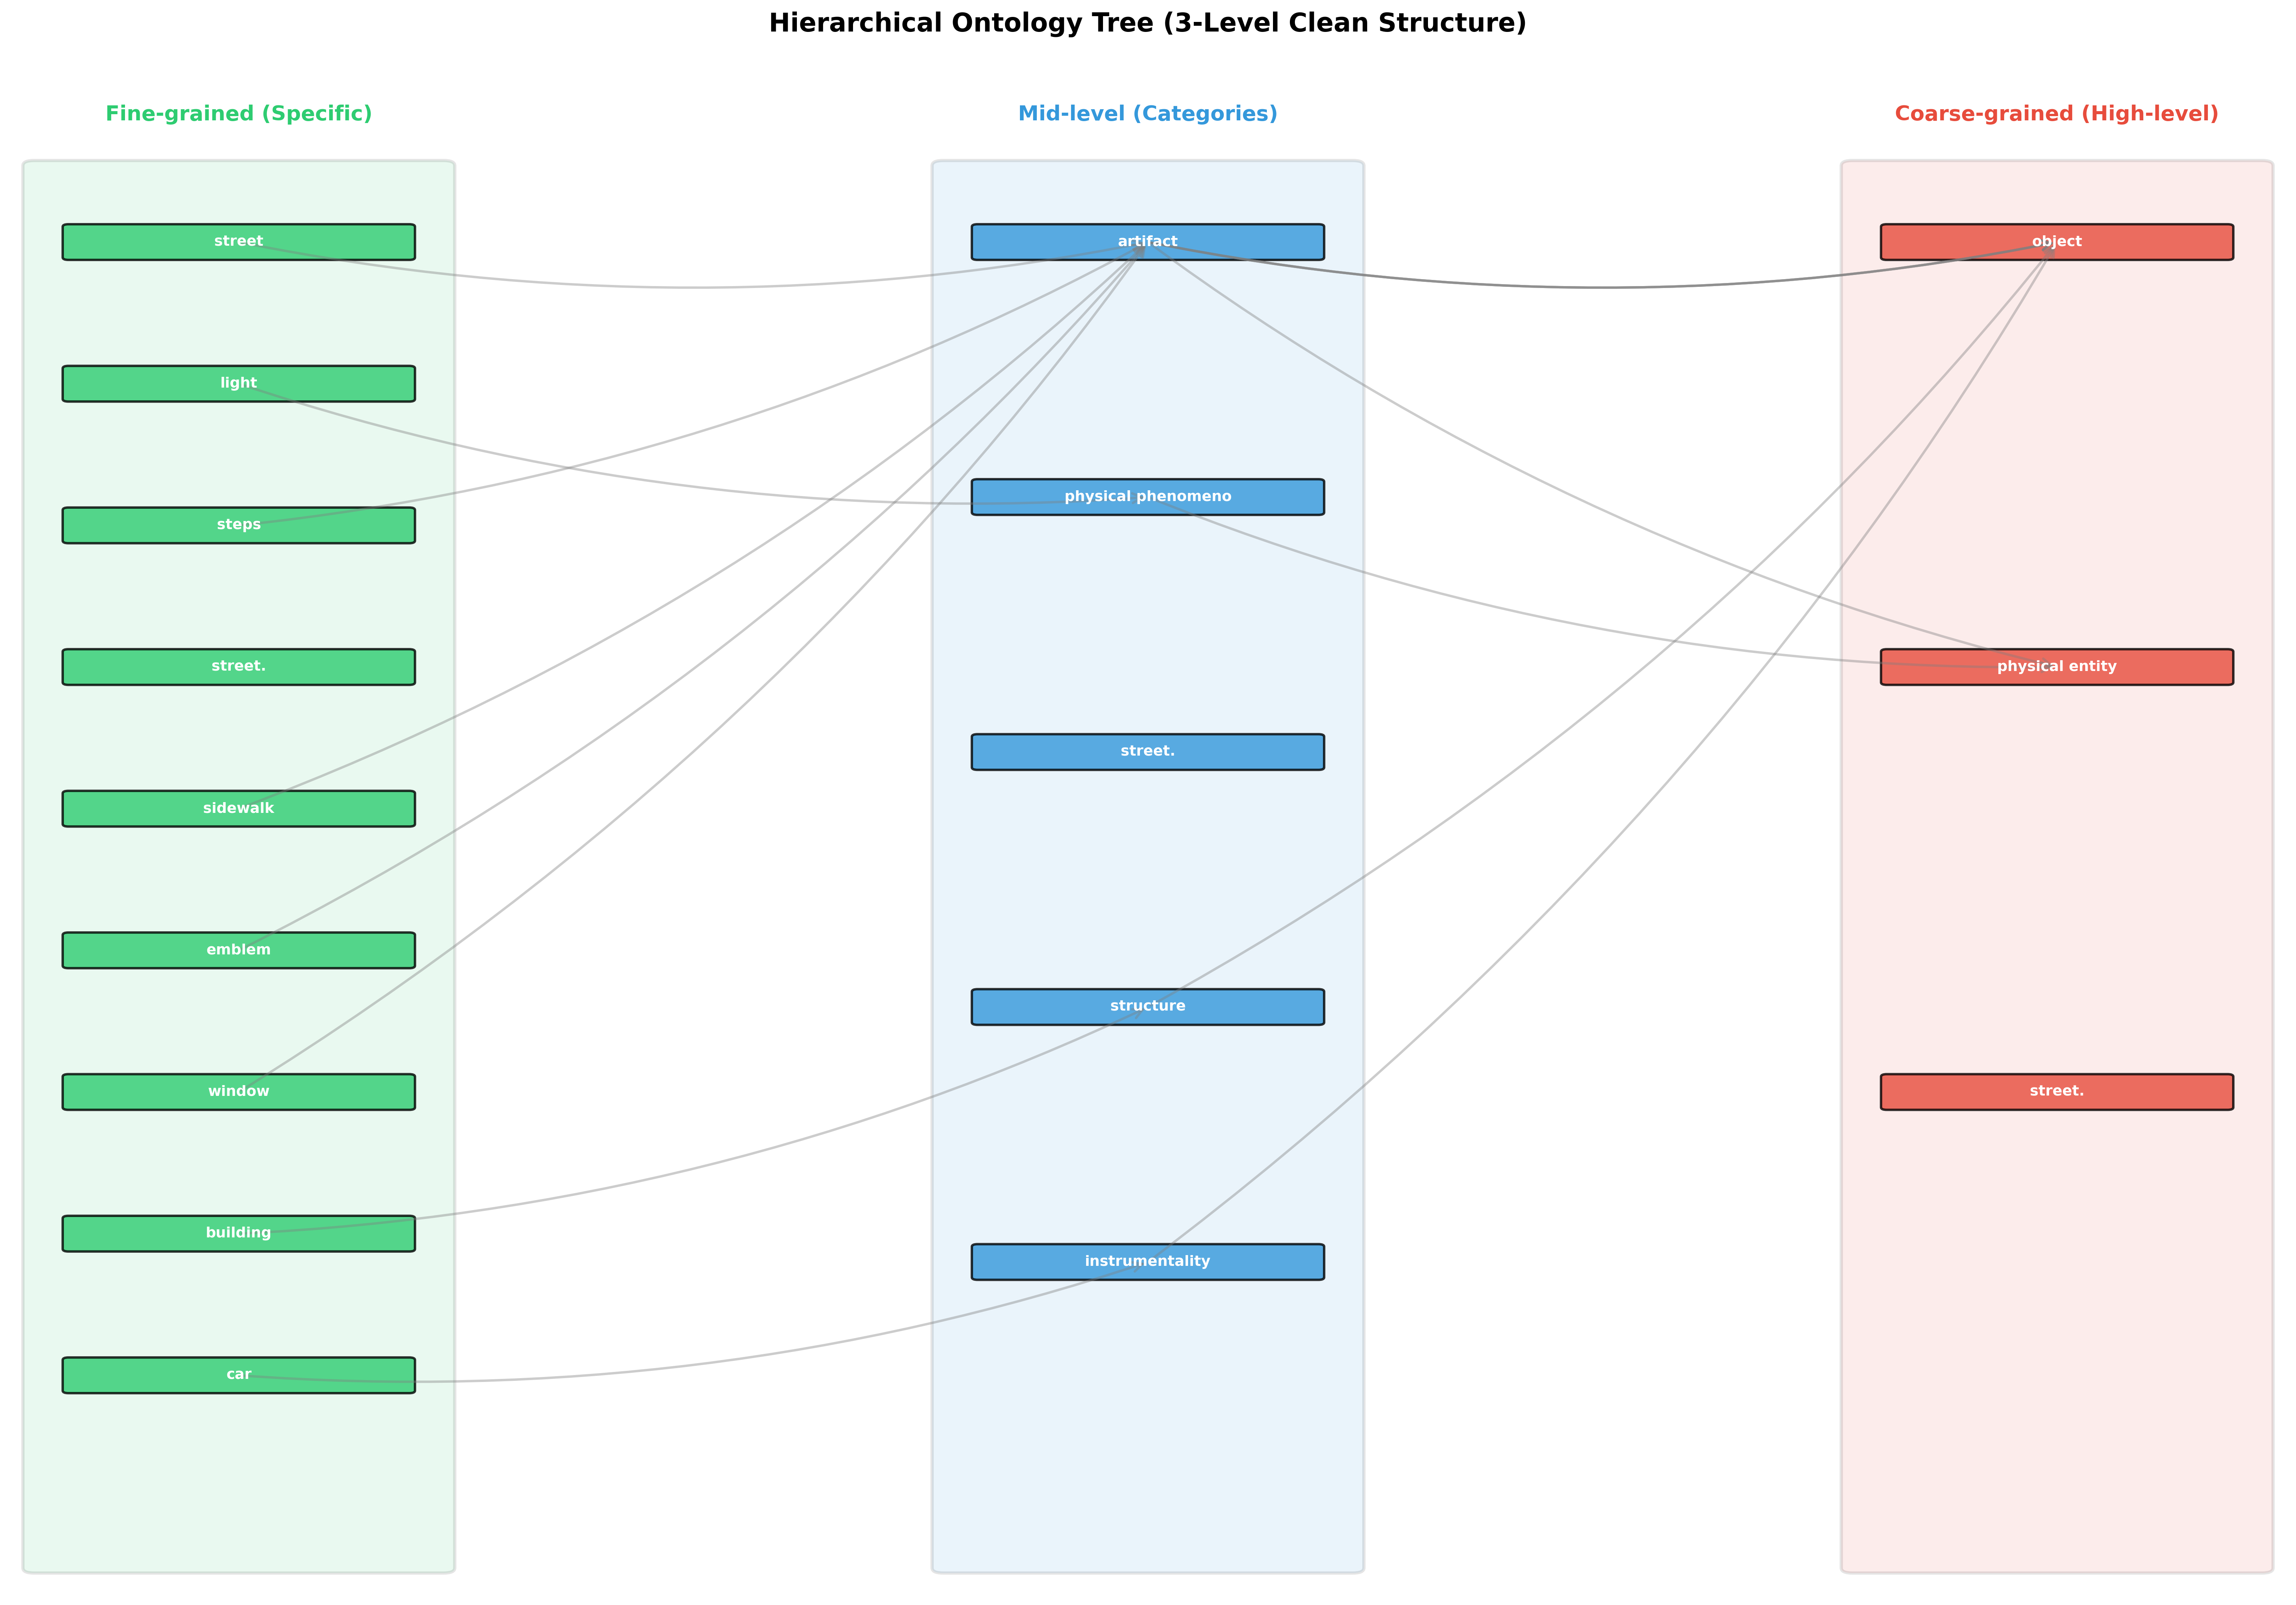 Hierarchical Ontology Tree (3-Level Clean Structure)
Fine-grained (Specific)
street
light
steps
street.
sidewalk
emblem
window
building
car
Mid-level (Categories)
artifact
physical phenomeno
street.
structure
instrumentality
Coarse-grained (High-level)
object
physical entity
street.